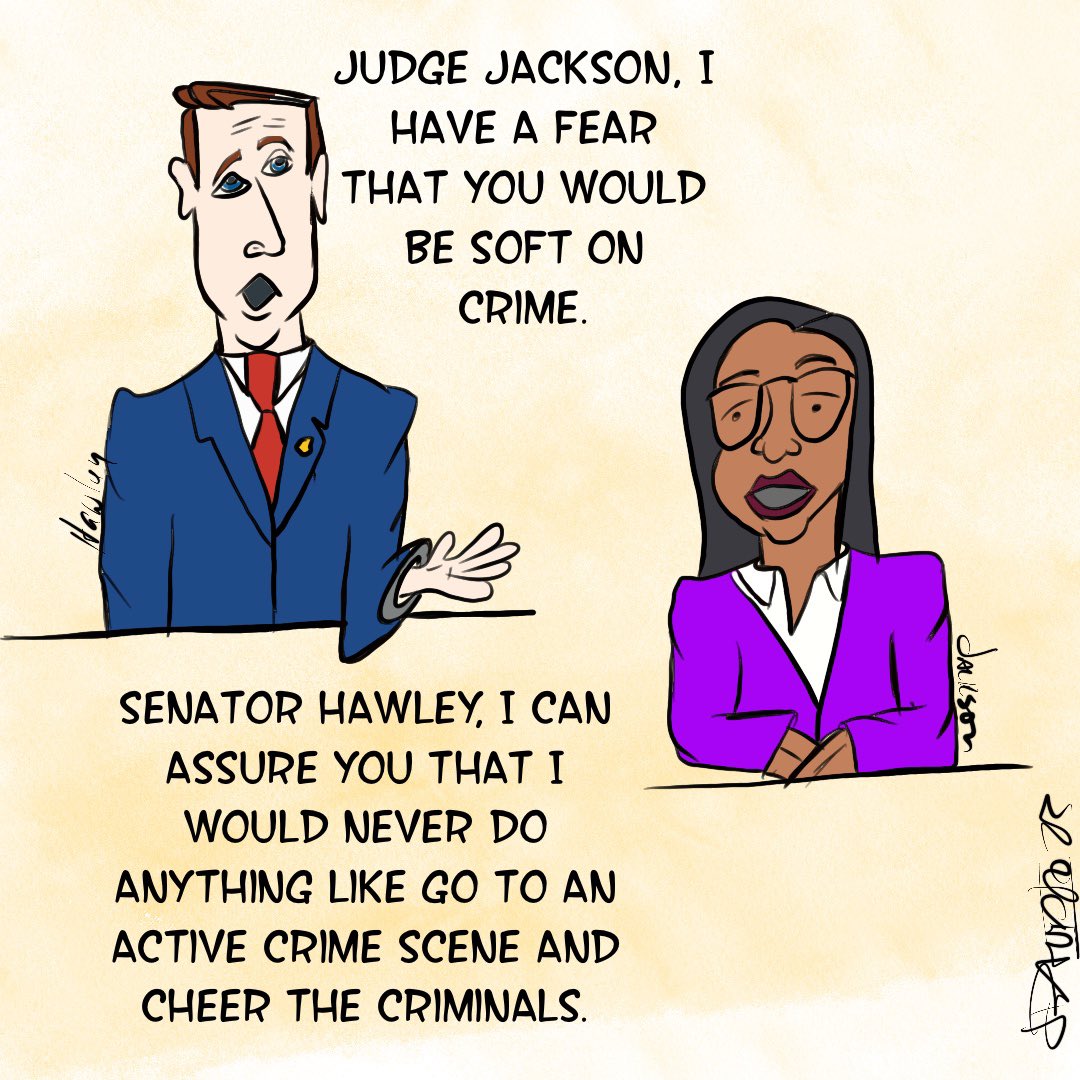 JUDGE JACKSON, I
HAVE A FEAR
THAT YOU WOULD
BE SOFT ON
CRIME.
Hawley
SENATOR HAWLEY, I CAN
ASSURE YOU THAT I
WOULD NEVER DO
ANYTHING LIKE GO TO AN
ACTIVE CRIME SCENE AND
CHEER THE CRIMINALS.
Jackson